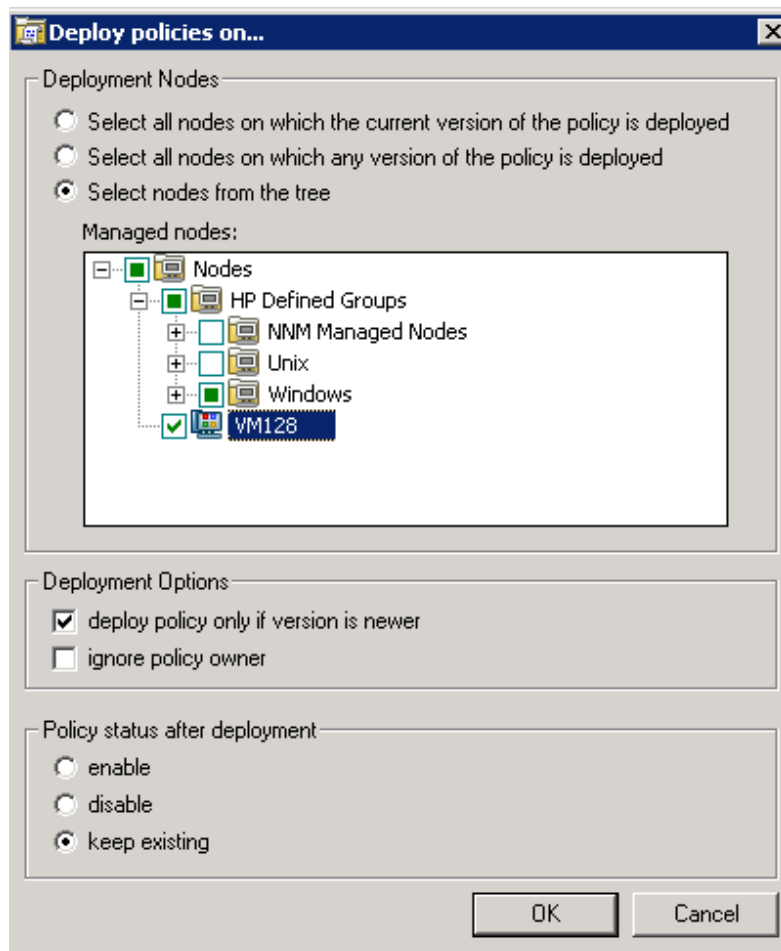 Deploy policies on...
Deployment Nodes
Select all nodes on which the current version of the policy is deployed
Select all nodes on which any version of the policy is deployed
Select nodes from the tree
Managed nodes:
Nodes
HP Defined Groups
NNM Managed Nodes
Unix
Windows
VM128
Deployment Options
deploy policy only if version is newer
ignore policy owner
Policy status after deployment
enable
disable
keep existing
OK Cancel